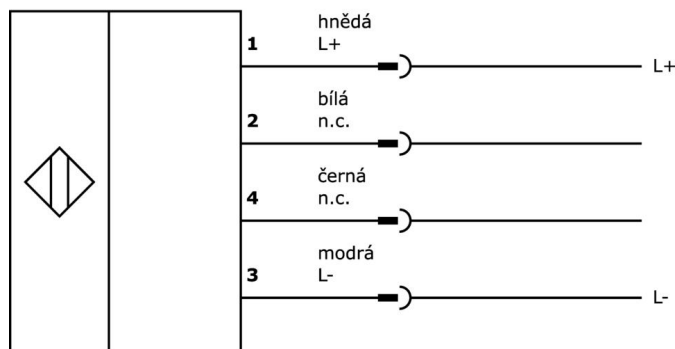 hnědá
1 L+ L+
bílá
2 n.c.
černá
4 n.c.
modrá
3 L- L-